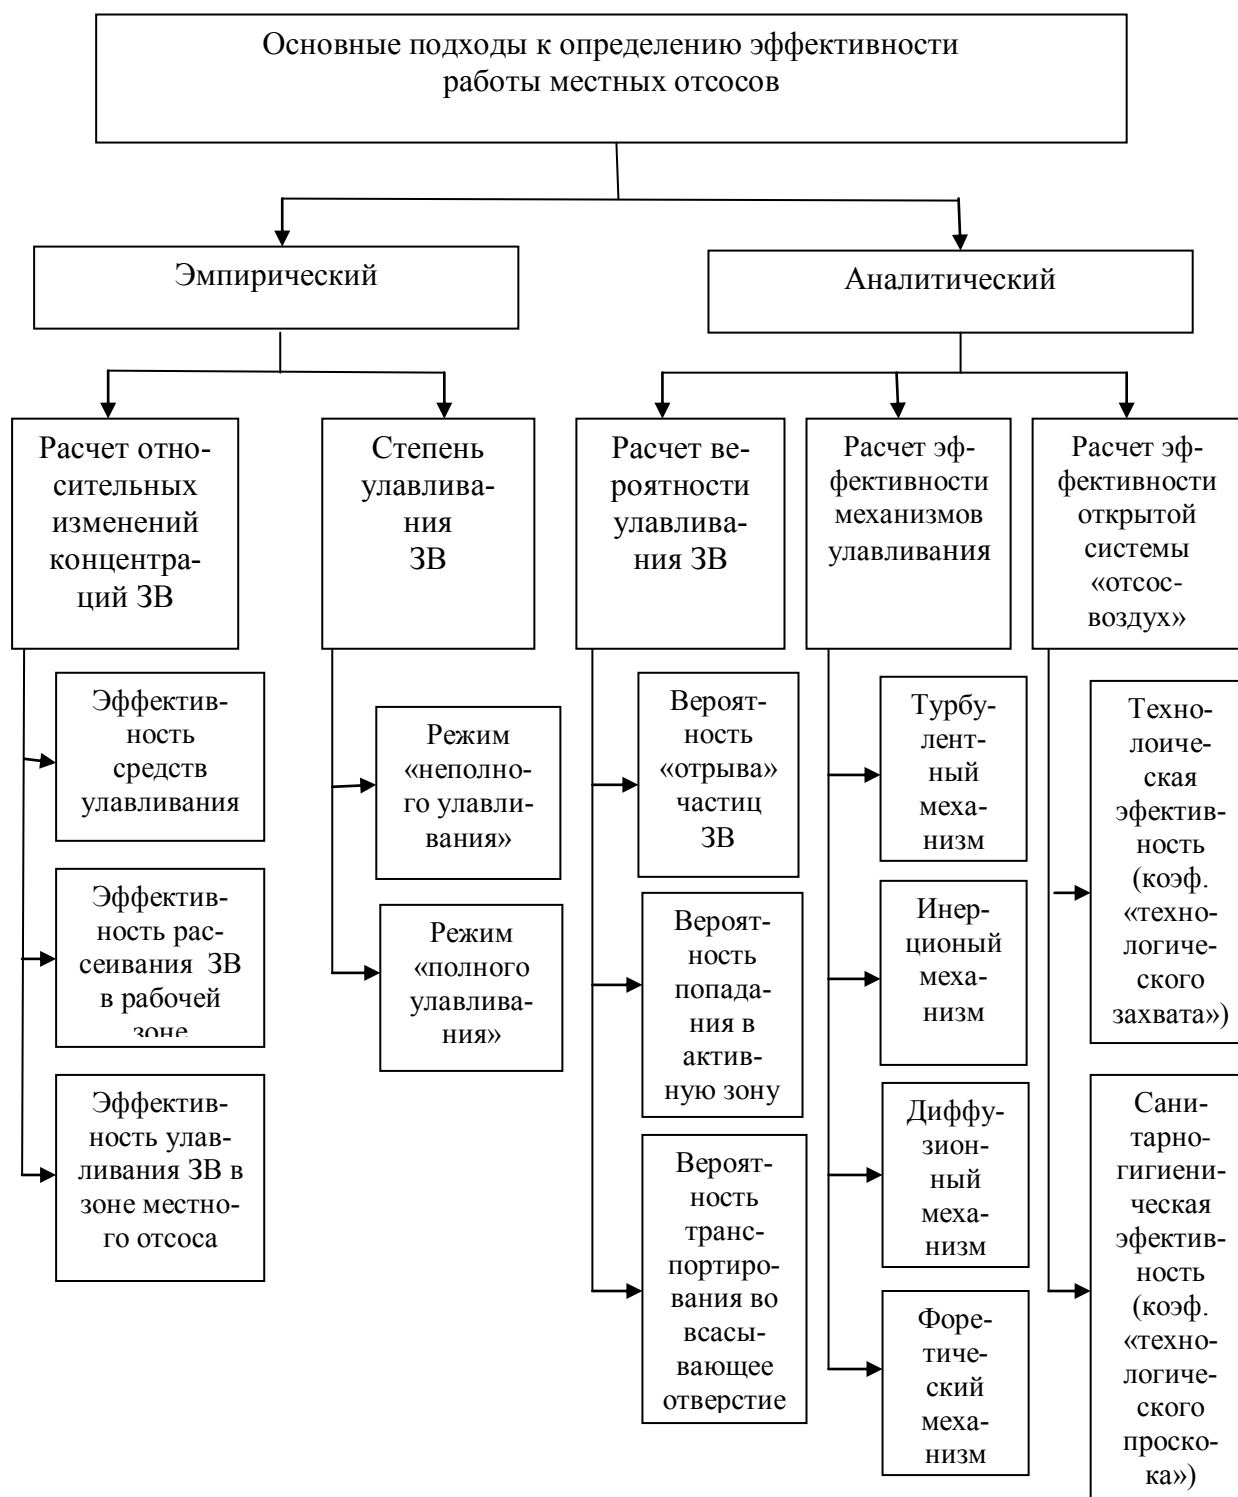 Основные подходы к определению эффективности
работы местных отсосов
Эмпирический
Аналитический
Расчет отно-
сительных
изменений
концентра-
ций ЗВ
Степень
улавлива-
ния
ЗВ
Расчет ве-
роятности
улавлива-
ния ЗВ
Расчет эф-
фективности
механизмов
улавливания
Расчет эф-
фективности
открытой
системы
«отсос-
воздух»
Эффектив-
ность
средств
улавливания
Эффектив-
ность рас-
сеивания ЗВ
в рабочей
зоне
Эффектив-
ность улав-
ливания ЗВ в
зоне местно-
го отсоса
Режим
«неполно-
го улавли-
вания»
Режим
«полного
улавлива-
ния»
Вероят-
ность
«отрыва»
частиц
ЗВ
Вероят-
ность
попада-
ния в
актив-
ную зону
Вероят-
ность
транс-
портиро-
вания во
всасы-
вающее
отверстие
Турбу-
лент-
ный
меха-
низм
Инер-
ционый
меха-
низм
Диффу-
зион-
ный
меха-
низм
Форе-
тиче-
ский
меха-
низм
Техно-
лоиче-
ская
эфектив-
ность
(коэф.
«техно-
логиче-
ского
захвата»)
Сани-
тарно-
гигиени-
ческая
эфектив-
ность
(коэф.
«техно-
логиче-
ского
проско-
ка»)